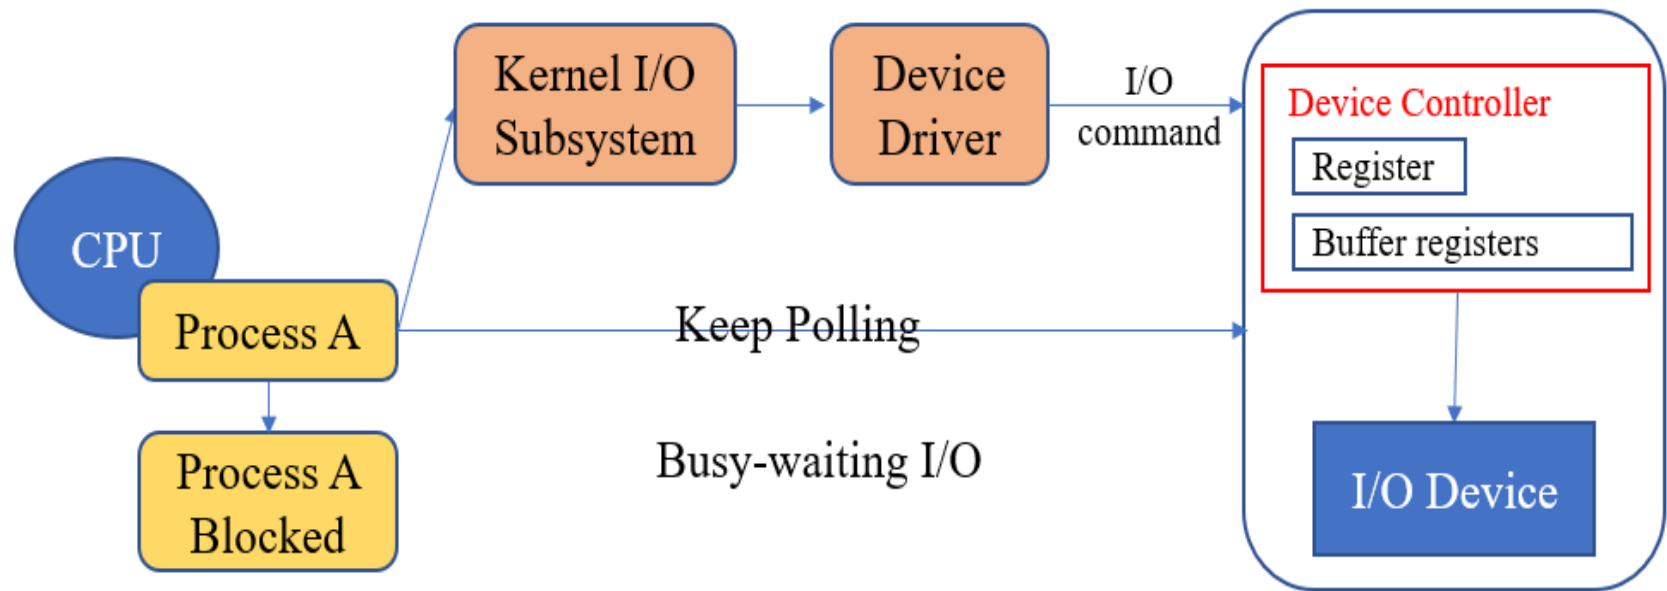 Kernel I/O
Subsystem
Device
Driver
I/O
command
Device Controller
Register
Buffer registers
CPU
Process A
Keep Polling
Process A
Blocked
Busy-waiting I/O
I/O Device